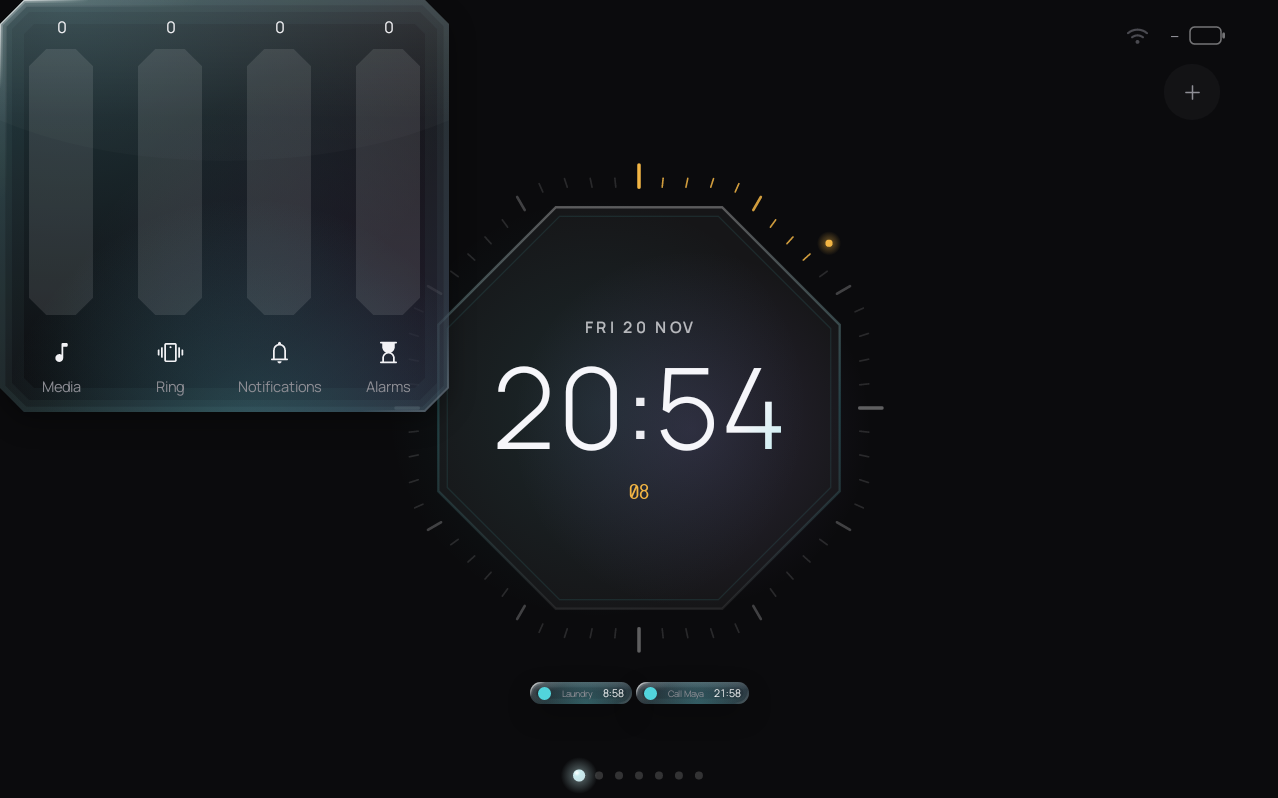 0 0 0 0
Media Ring Notifications Alarms
–
FRI 20 NOV
20:54
08
Laundry 8:58 Call Maya 21:58